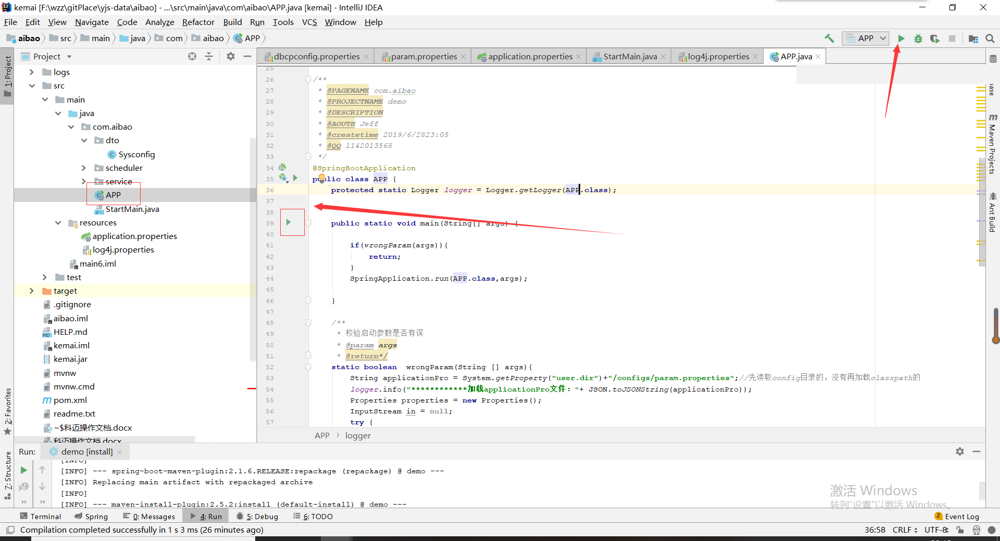 kemai [F:\wzz\gitPlace\yjs-data\aibao] - ...\src\main\java\com\aibao\APP.java [kemai] - IntelliJ IDEA
File Edit View Navigate Code Analyze Refactor Build Run Tools VCS Window Help
aibao src main java com aibao APP
APP
Project
dbcpconfig.properties param.properties application.properties StartMain.java log4j.properties APP.java
1: Project
2: Favorites
7: Structure
logs
src
main
java
com.aibao
dto
Sysconfig
scheduler
service
APP
StartMain.java
resources
application.properties
log4j.properties
main6.iml
test
target
.gitignore
aibao.iml
HELP.md
kemai.iml
kemai.jar
mvnw
mvnw.cmd
pom.xml
readme.txt
~$科迈操作文档.docx
科迈操作文档.docx
25
26 /**
27 * @PAGENAME com.aibao
28 * @PROJECTNAME demo
29 * @DESCRIPTION
30 * @AOUTH Jeff
31 * @createtime 2019/6/2823:05
32 * @QQ 1142013568
33 */
34 @SpringBootApplication
35 public class APP {
36 protected static Logger logger = Logger.getLogger(APP.class);
37
38
39 public static void main(String[] args) {
40
41 if(wrongParam(args)){
42 return;
43 }
44 SpringApplication.run(APP.class,args);
45
46 }
47
48 /**
49 * 校验启动参数是否有误
50 * @param args
51 * @return*/
52 static boolean wrongParam(String [] args){
53 String applicationPro = System.getProperty("user.dir")+"/configs/param.properties";//先读取config目录的，没有再加载classpath的
54 logger.info("************加载applicationPro文件："+ JSON.toJSONString(applicationPro));
55 Properties properties = new Properties();
56 InputStream in = null;
57 try {
APP logger
base
Maven Projects
Ant Build
Run: demo [install]
[INFO]
[INFO] --- spring-boot-maven-plugin:2.1.6.RELEASE:repackage (repackage) @ demo ---
[INFO] Replacing main artifact with repackaged archive
[INFO]
[INFO] --- maven-install-plugin:2.5.2:install (default-install) @ demo ---
激活 Windows
转到“设置”以激活 Windows。
Terminal Spring 0: Messages 4: Run 5: Debug 6: TODO 2 Event Log
Compilation completed successfully in 1 s 3 ms (26 minutes ago) 36:58 CRLF UTF-8